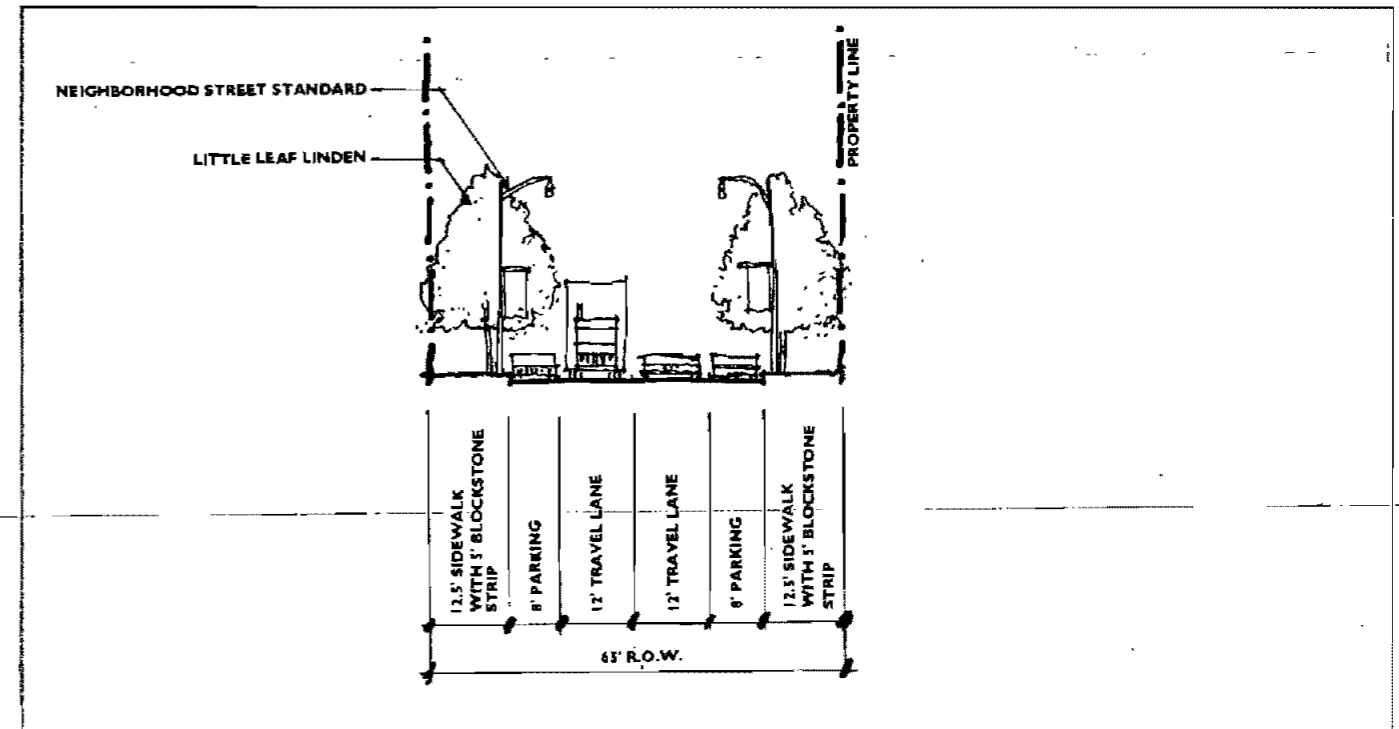 NEIGHBORHOOD STREET STANDARD
LITTLE LEAF LINDEN
PROPERTY LINE
12.5' SIDEWALK
WITH 5' BLOCKSTONE
STRIP
8' PARKING
12' TRAVEL LANE
12' TRAVEL LANE
8' PARKING
12.5' SIDEWALK
WITH 5' BLOCKSTONE
STRIP
65' R.O.W.